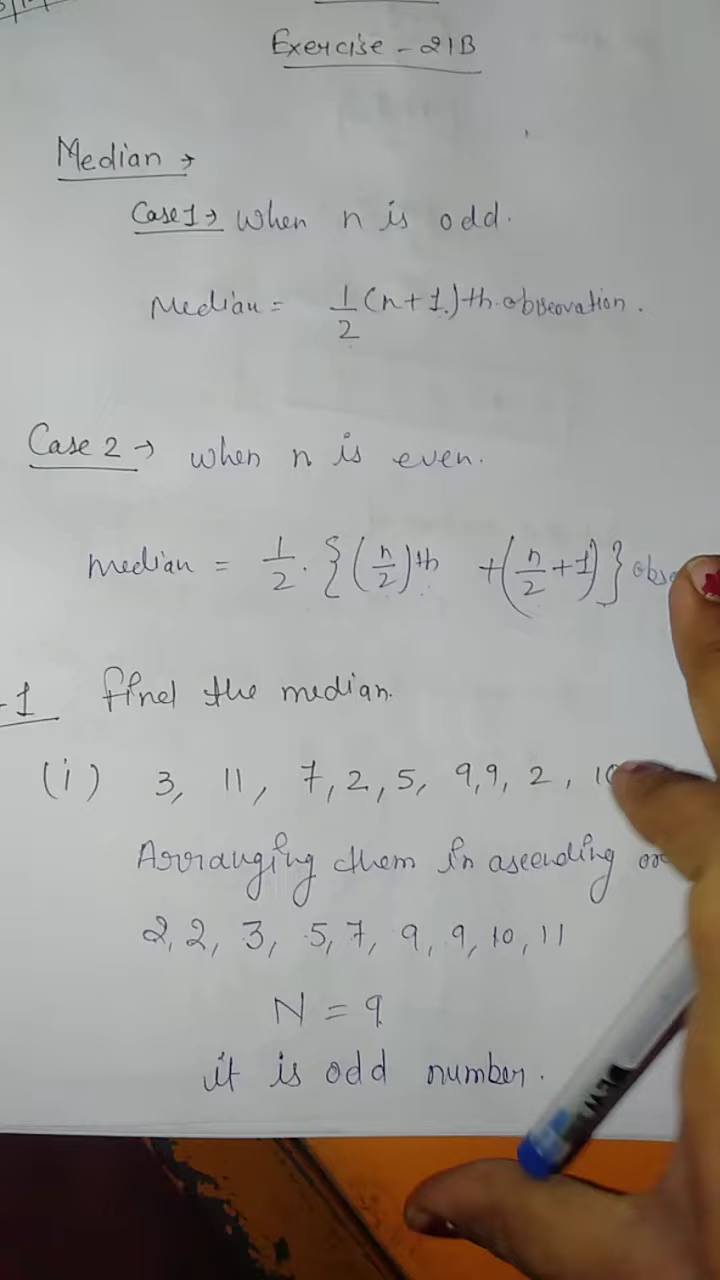 Exercise - 21B
Median →
Case 1 → When n is odd.
Median = 1/2 (n+1)th observation.
Case 2 → when n is even.
median = 1/2 . {(n/2)th + (n/2 + 1)}
-1 find the median.
(i) 3, 11, 7, 2, 5, 9, 9, 2, 10
Arranging them in ascending
2, 2, 3, 5, 7, 9, 9, 10, 11
N = 9
it is odd number.